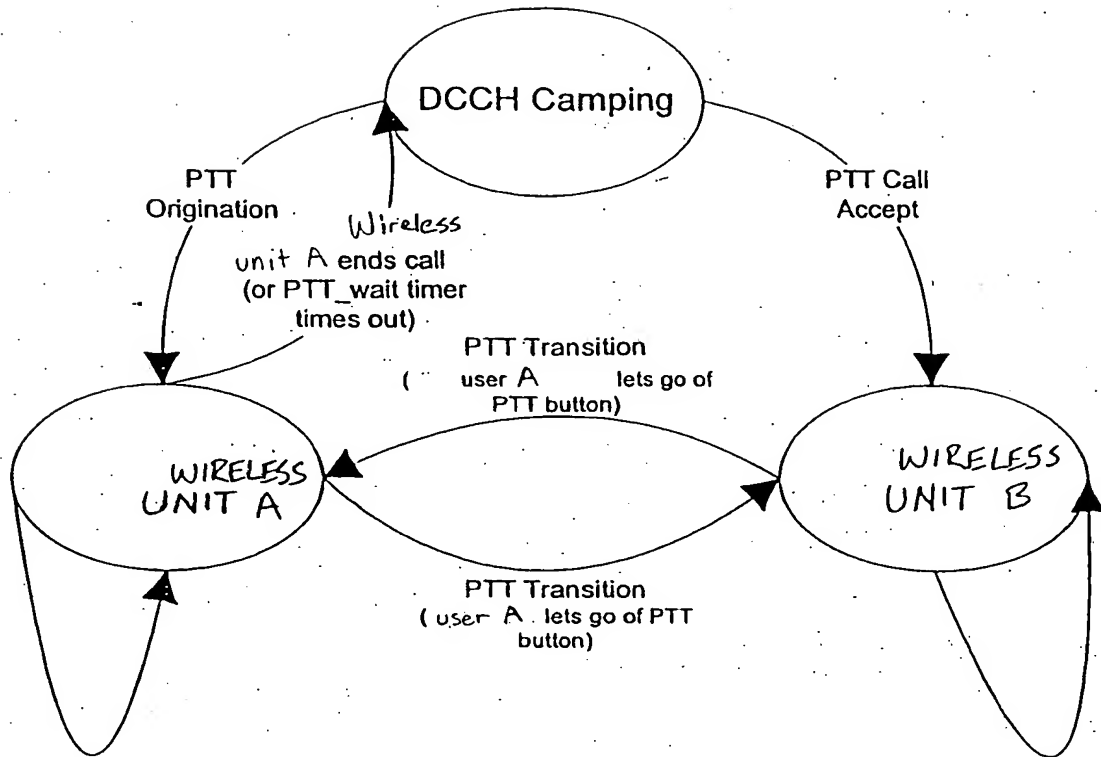 DCCH Camping
PTT
Origination
PTT Call
Accept
Wireless
unit A ends call
(or PTT_wait timer
times out)
PTT Transition
( user A lets go of
PTT button)
WIRELESS
UNIT A
WIRELESS
UNIT B
PTT Transition
( user A. lets go of PTT
button)